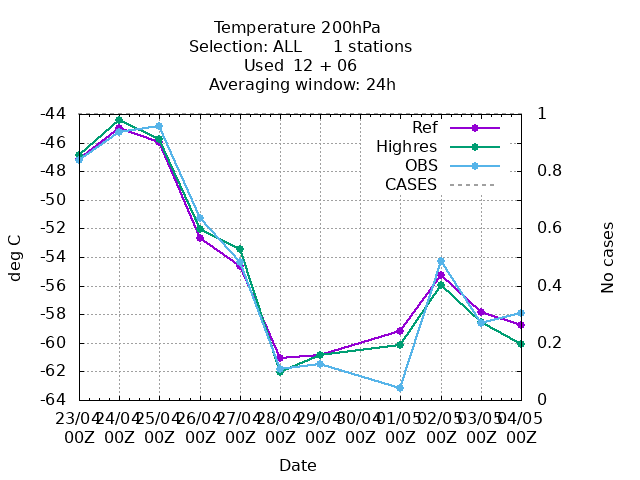 Temperature 200hPa
Selection: ALL      1 stations
Used  12 + 06
Averaging window: 24h
-44
-46
-48
-50
-52
-54
-56
-58
-60
-62
-64
deg C
1
0.8
0.6
0.4
0.2
0
No cases
Ref
Highres
OBS
CASES
23/04 24/04 25/04 26/04 27/04 28/04 29/04 30/04 01/05 02/05 03/05 04/05
00Z 00Z 00Z 00Z 00Z 00Z 00Z 00Z 00Z 00Z 00Z 00Z
Date